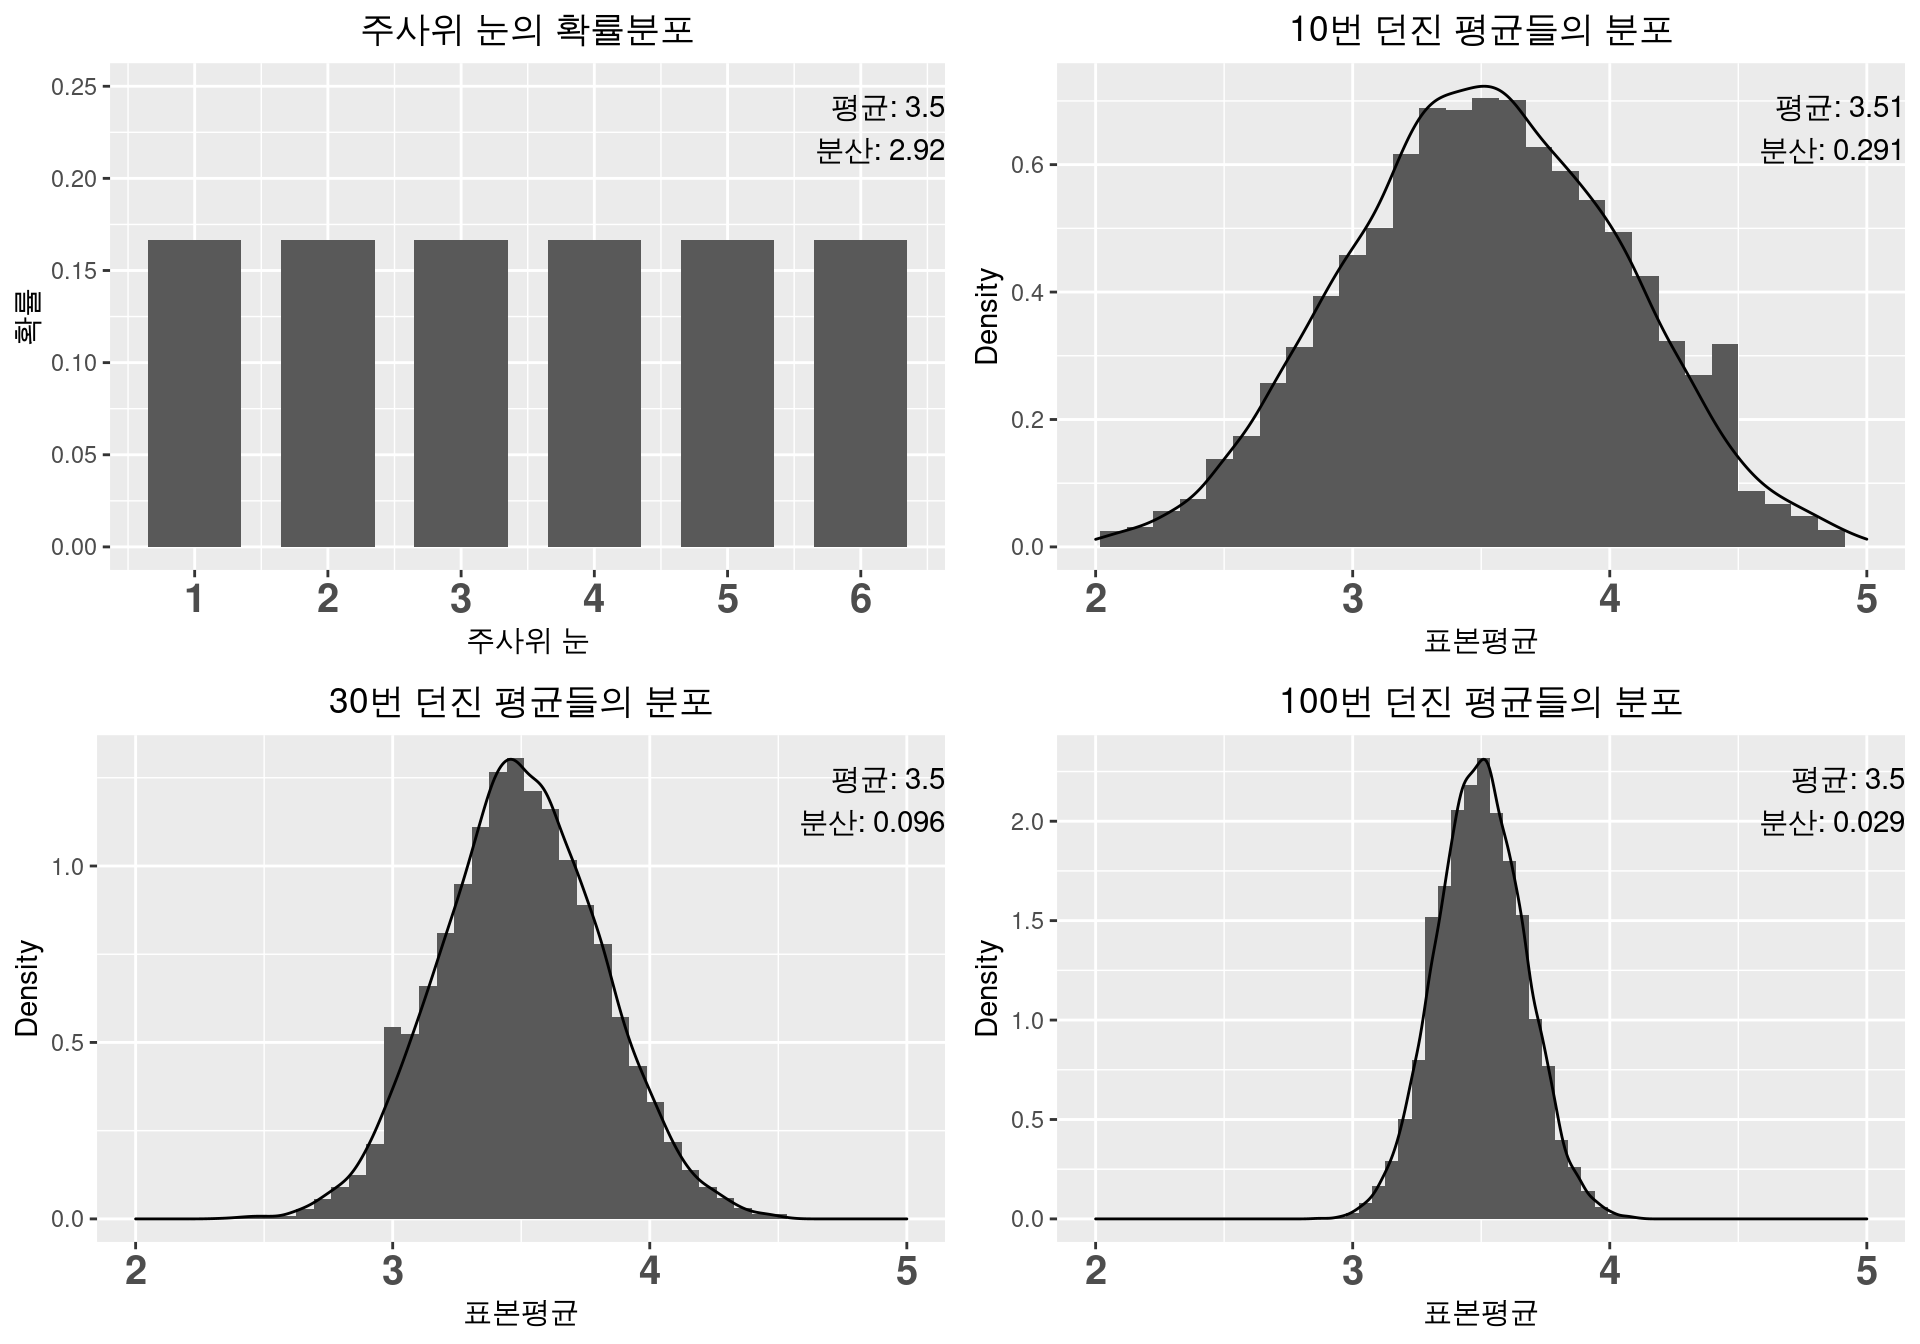 주사위 눈의 확률분포
평균: 3.5
분산: 2.92
확률
0.25
0.20
0.15
0.10
0.05
0.00
1 2 3 4 5 6
주사위 눈
10번 던진 평균들의 분포
평균: 3.51
분산: 0.291
Density
0.6
0.4
0.2
0.0
2 3 4 5
표본평균
30번 던진 평균들의 분포
평균: 3.5
분산: 0.096
Density
1.0
0.5
0.0
2 3 4 5
표본평균
100번 던진 평균들의 분포
평균: 3.5
분산: 0.029
Density
2.0
1.5
1.0
0.5
0.0
2 3 4 5
표본평균